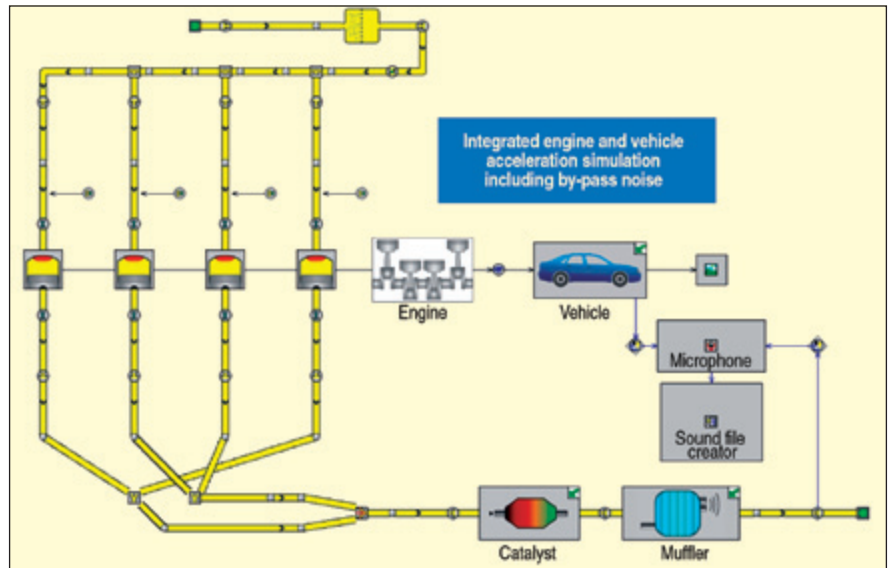 Integrated engine and vehicle
acceleration simulation
including by-pass noise
Engine
Vehicle
Microphone
Sound file
creator
Catalyst
Muffler